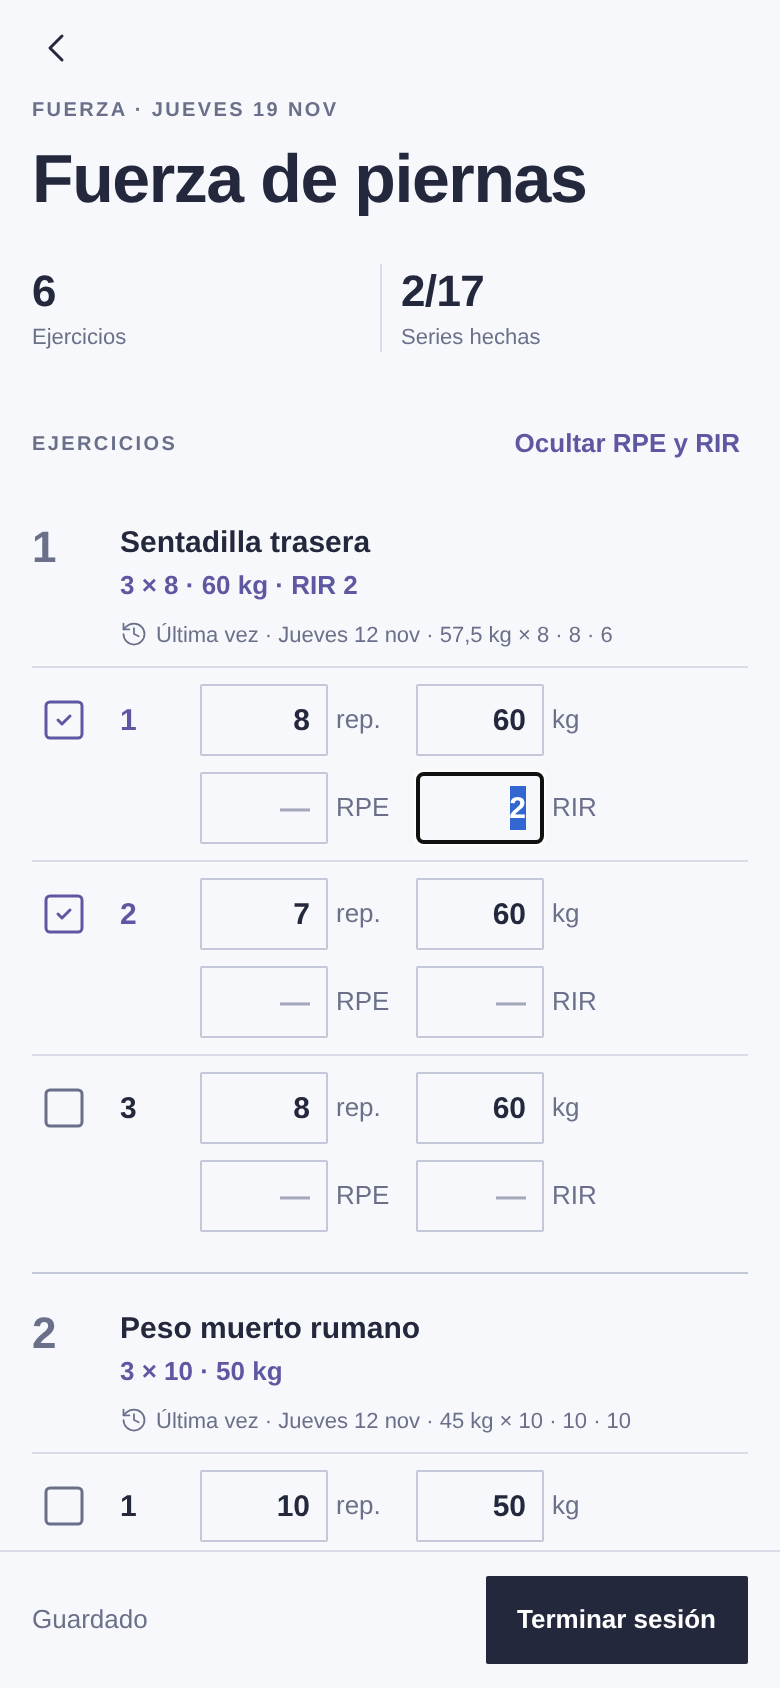 FUERZA · JUEVES 19 NOV
Fuerza de piernas
6
Ejercicios
2/17
Series hechas
EJERCICIOS
Ocultar RPE y RIR
1
Sentadilla trasera
3 × 8 · 60 kg · RIR 2
Última vez · Jueves 12 nov · 57,5 kg × 8 · 8 · 6
1 8 rep. 60 kg
— RPE 2 RIR
2 7 rep. 60 kg
— RPE — RIR
3 8 rep. 60 kg
— RPE — RIR
2
Peso muerto rumano
3 × 10 · 50 kg
Última vez · Jueves 12 nov · 45 kg × 10 · 10 · 10
1 10 rep. 50 kg
Guardado
Terminar sesión